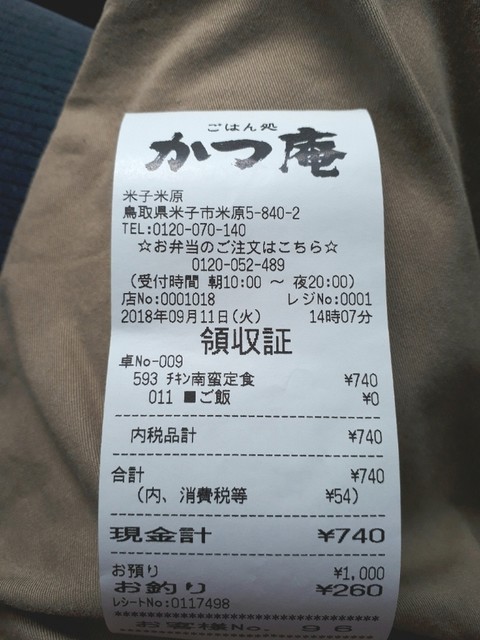 ごはん処
かつ庵
米子米原
鳥取県米子市米原5-840-2
TEL:0120-070-140
☆お弁当のご注文はこちら☆
0120-052-489
(受付時間 朝10:00 ～ 夜20:00)
店No:0001018 レジNo:0001
2018年09月11日(火) 14時07分
領収証
卓No-009
593 ﾁｷﾝ南蛮定食 ¥740
011 ■ご飯 ¥0
内税品計 ¥740
合計 ¥740
(内、消費税等 ¥54)
現金計 ¥740
お預り ¥1,000
お釣り ¥260
レシートNo:0117498
お客様No. 96